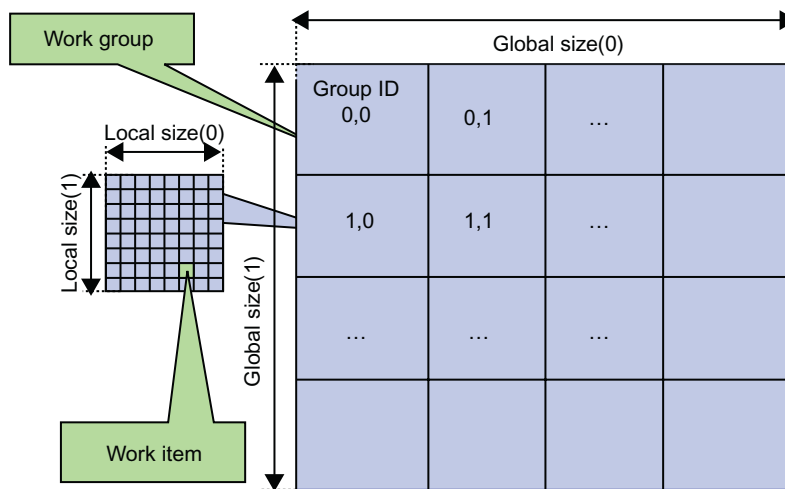 Work group
Global size(0)
Group ID
0,0
0,1
...
Local size(0)
Local size(1)
Global size(1)
1,0
1,1
...
...
...
...
Work item